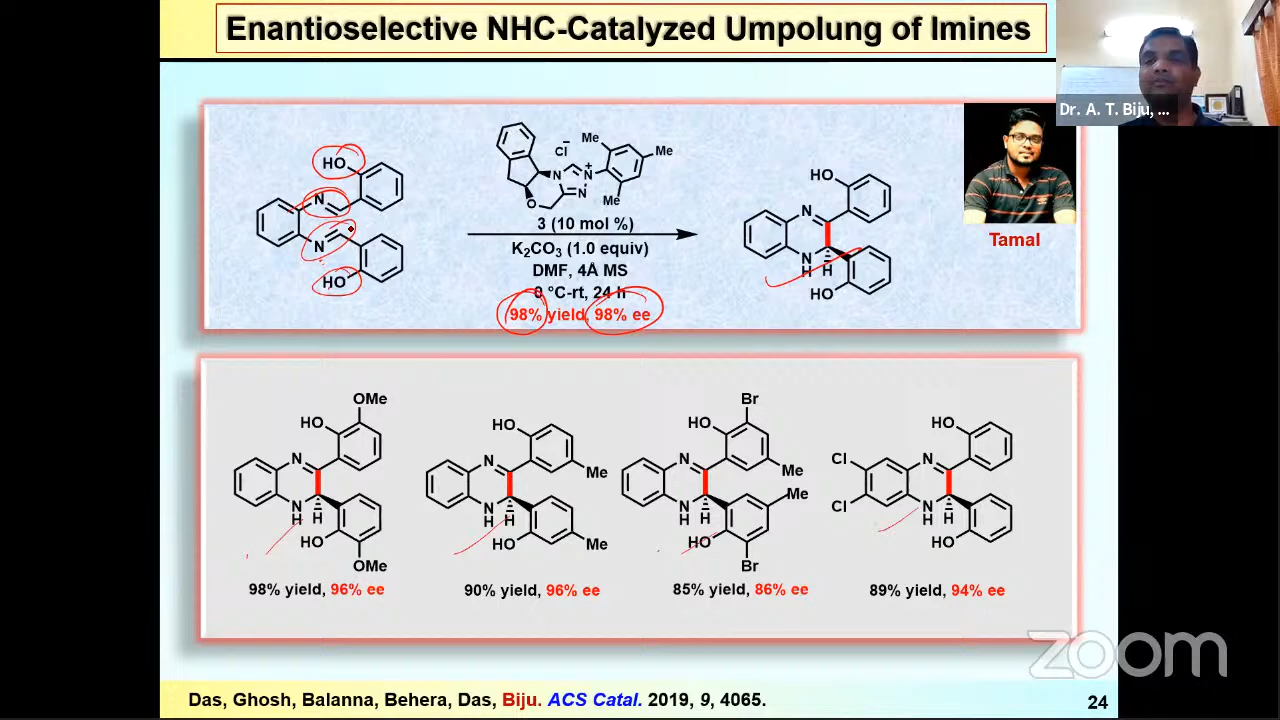 Enantioselective NHC-Catalyzed Umpolung of Imines
Dr. A. T. Biju, ...
HO
N
N
HO
Cl−
Me
Me
N
N+
N
O
Me
3 (10 mol %)
K2CO3 (1.0 equiv)
DMF, 4Å MS
0 °C-rt, 24 h
98% yield, 98% ee
HO
N
N
H
H
HO
Tamal
OMe
HO
N
N
H
H
HO
OMe
98% yield, 96% ee
HO
N
Me
N
H
H
HO
Me
90% yield, 96% ee
Br
HO
N
Me
Me
N
H
H
HO
Br
85% yield, 86% ee
HO
Cl
N
Cl
N
H
H
HO
89% yield, 94% ee
zoom
Das, Ghosh, Balanna, Behera, Das, Biju. ACS Catal. 2019, 9, 4065.
24